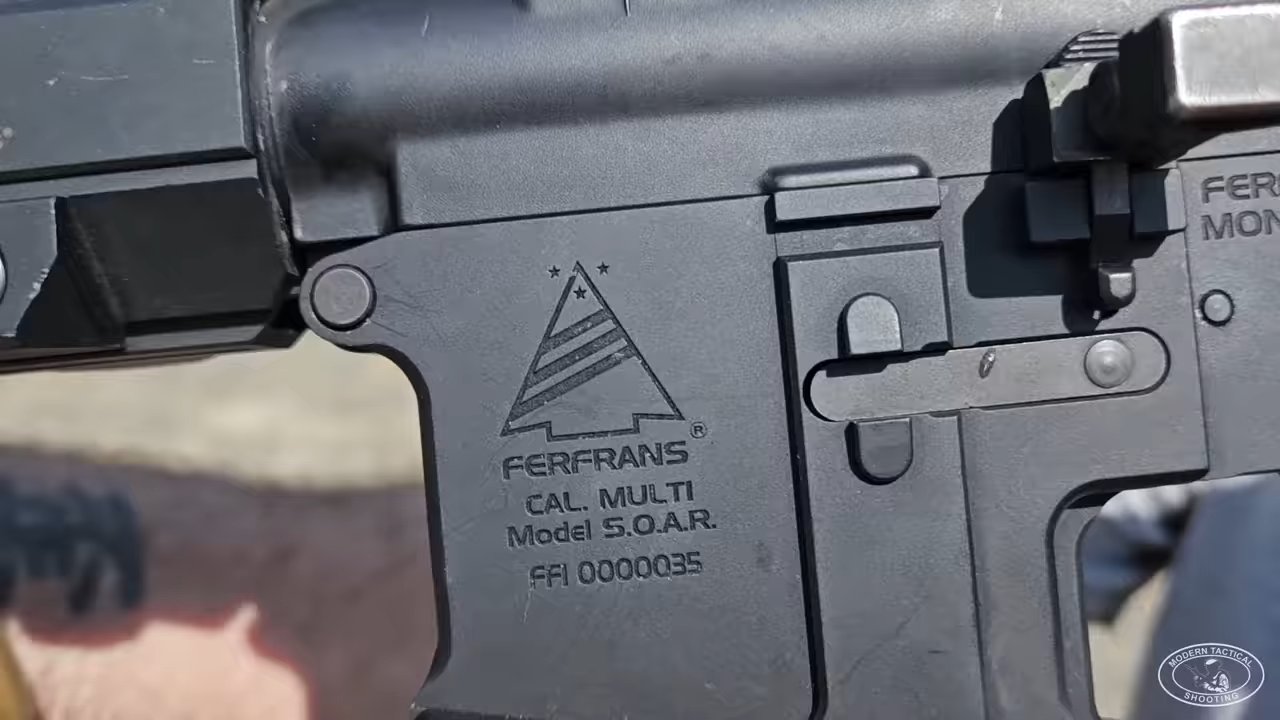 FERFRANS
CAL. MULTI
Model S.O.A.R.
FFI 0000035
®
MODERN TACTICAL
SHOOTING